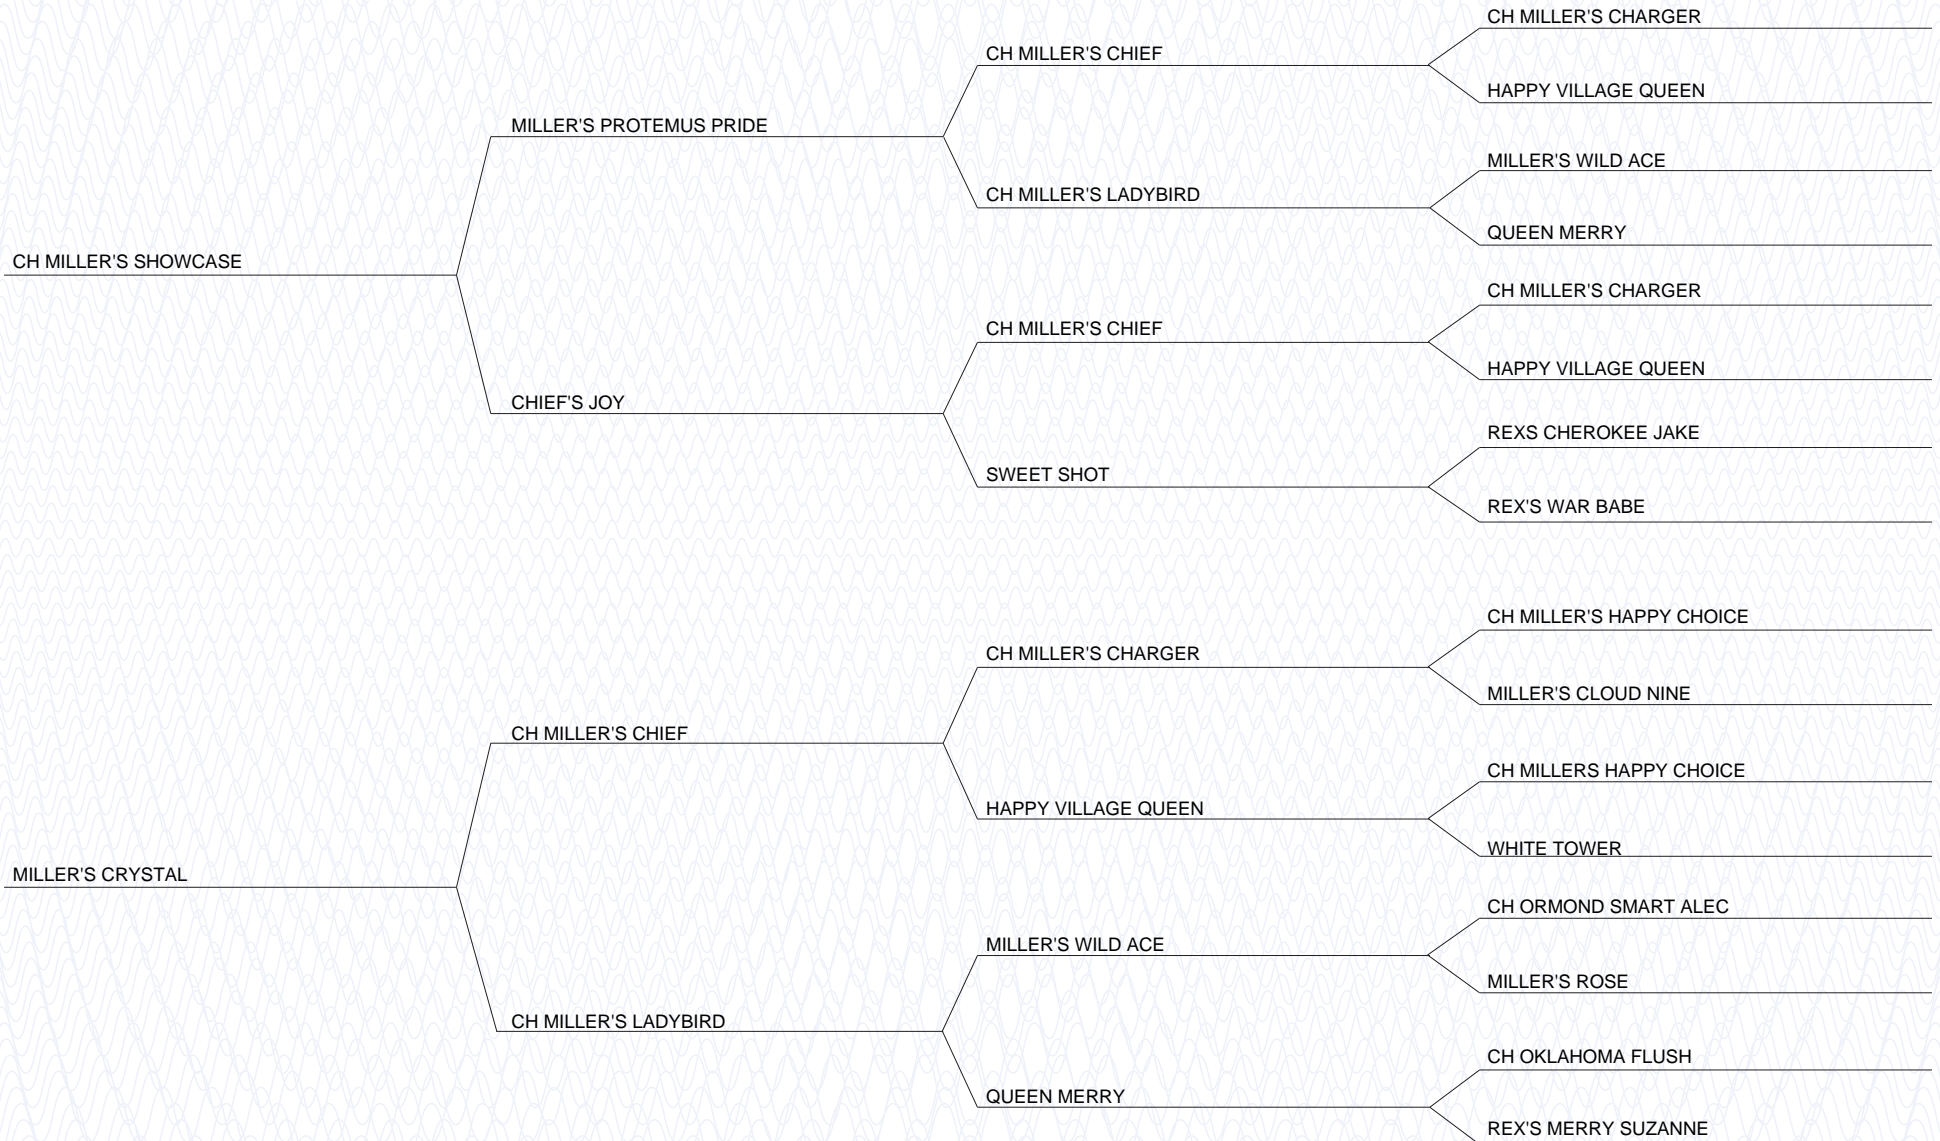 CH MILLER'S CHARGER
CH MILLER'S CHIEF
HAPPY VILLAGE QUEEN
MILLER'S PROTEMUS PRIDE
MILLER'S WILD ACE
CH MILLER'S LADYBIRD
QUEEN MERRY
CH MILLER'S SHOWCASE
CH MILLER'S CHARGER
CH MILLER'S CHIEF
HAPPY VILLAGE QUEEN
CHIEF'S JOY
REXS CHEROKEE JAKE
SWEET SHOT
REX'S WAR BABE
CH MILLER'S HAPPY CHOICE
CH MILLER'S CHARGER
MILLER'S CLOUD NINE
CH MILLER'S CHIEF
CH MILLERS HAPPY CHOICE
HAPPY VILLAGE QUEEN
WHITE TOWER
MILLER'S CRYSTAL
CH ORMOND SMART ALEC
MILLER'S WILD ACE
MILLER'S ROSE
CH MILLER'S LADYBIRD
CH OKLAHOMA FLUSH
QUEEN MERRY
REX'S MERRY SUZANNE